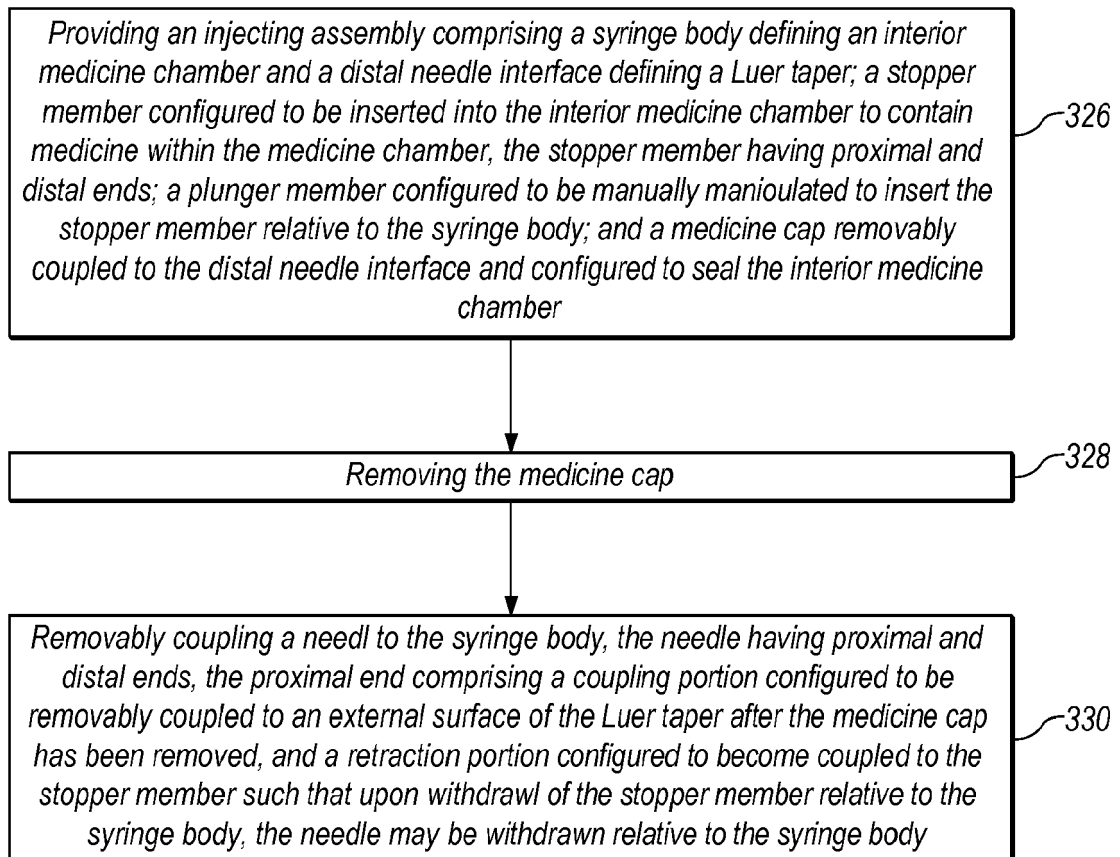 Providing an injecting assembly comprising a syringe body defining an interior
medicine chamber and a distal needle interface defining a Luer taper; a stopper
member configured to be inserted into the interior medicine chamber to contain
medicine within the medicine chamber, the stopper member having proximal and
distal ends; a plunger member configured to be manually manioulated to insert the
stopper member relative to the syringe body; and a medicine cap removably
coupled to the distal needle interface and configured to seal the interior medicine
chamber
326
Removing the medicine cap
328
Removably coupling a needl to the syringe body, the needle having proximal and
distal ends, the proximal end comprising a coupling portion configured to be
removably coupled to an external surface of the Luer taper after the medicine cap
has been removed, and a retraction portion configured to become coupled to the
stopper member such that upon withdrawl of the stopper member relative to the
syringe body, the needle may be withdrawn relative to the syringe body
330